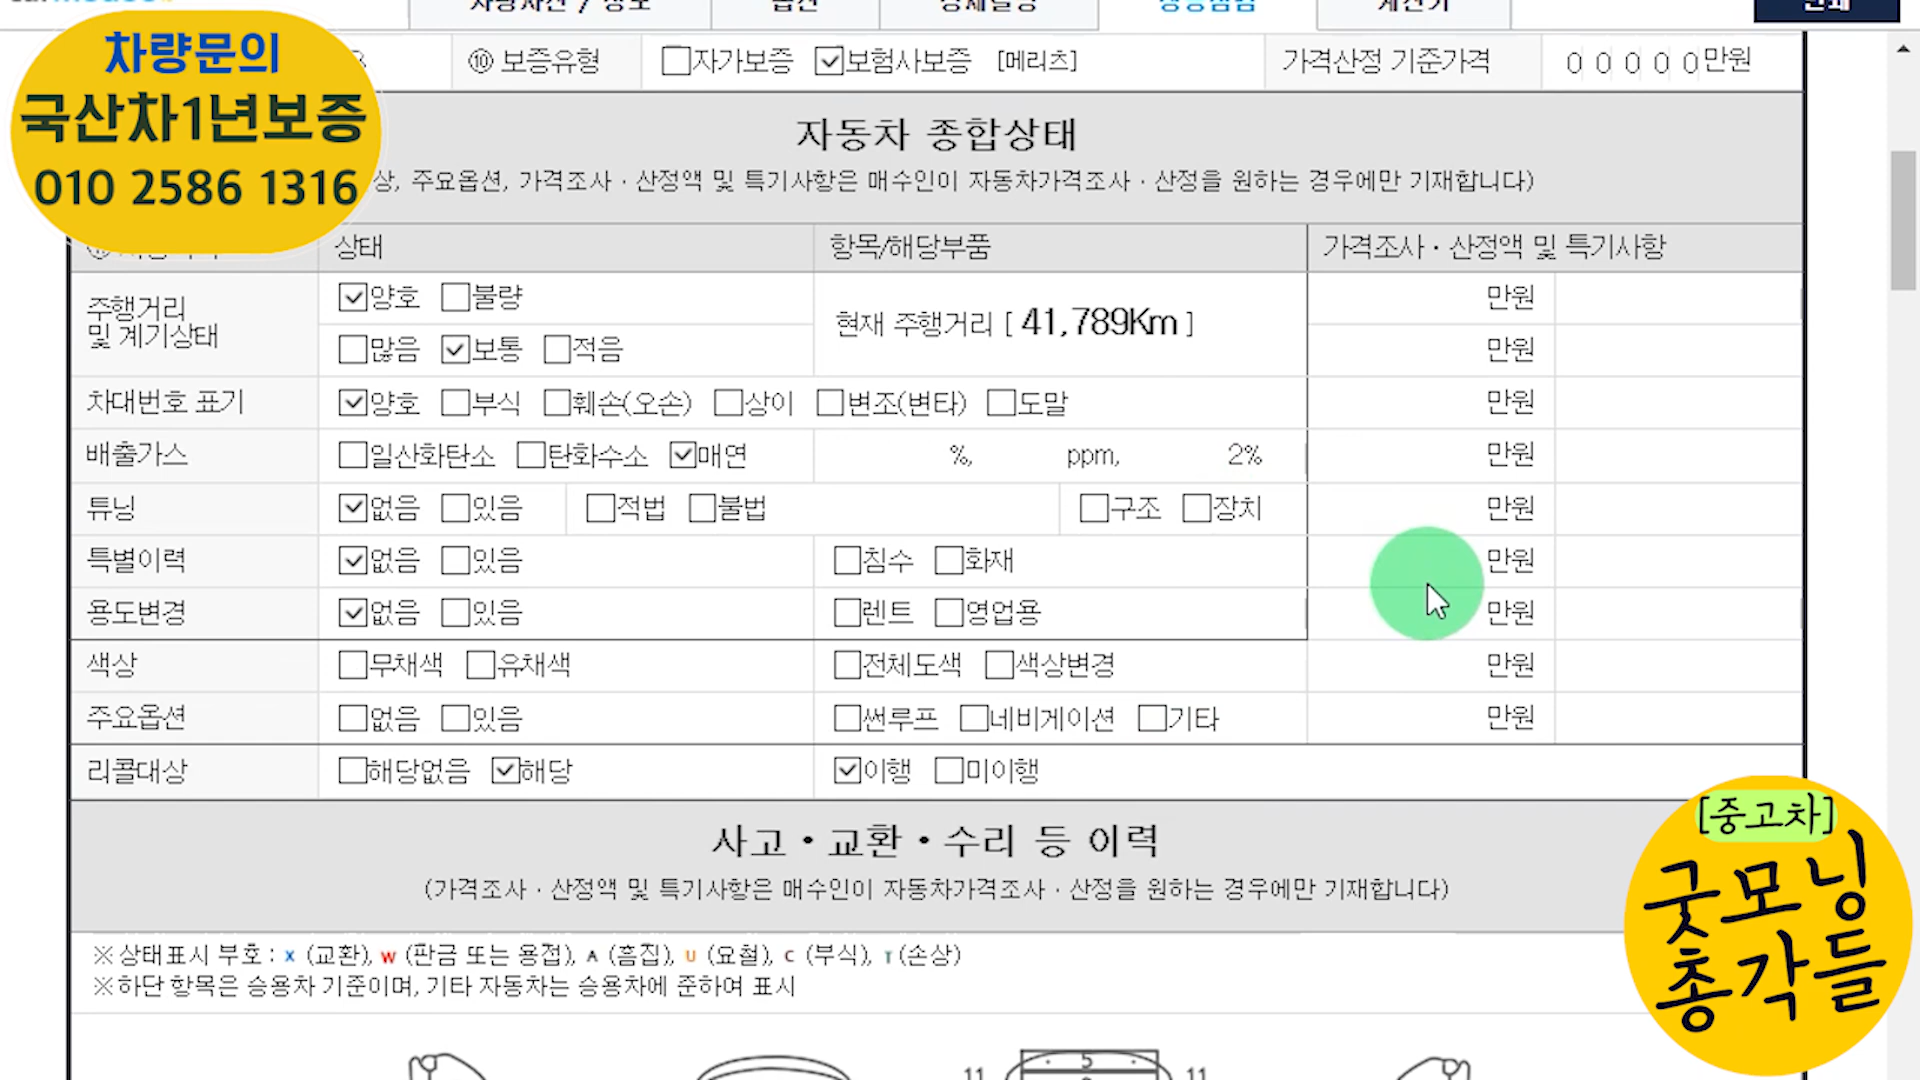 차량문의
국산차1년보증
010 2586 1316
⑩ 보증유형 자가보증 보험사보증 [메리츠] 가격산정 기준가격 0 0 0 0 0만원
자동차 종합상태
상, 주요옵션, 가격조사 · 산정액 및 특기사항은 매수인이 자동차가격조사 · 산정을 원하는 경우에만 기재합니다)
상태 항목/해당부품 가격조사 · 산정액 및 특기사항
주행거리
및 계기상태
양호 불량 만원
현재 주행거리 [ 41,789Km ]
많음 보통 적음 만원
차대번호 표기 양호 부식 훼손(오손) 상이 변조(변타) 도말 만원
배출가스 일산화탄소 탄화수소 매연 %, ppm, 2% 만원
튜닝 없음 있음 적법 불법 구조 장치 만원
특별이력 없음 있음 침수 화재 만원
용도변경 없음 있음 렌트 영업용 만원
색상 무채색 유채색 전체도색 색상변경 만원
주요옵션 없음 있음 썬루프 네비게이션 기타 만원
리콜대상 해당없음 해당 이행 미이행
사고 • 교환 • 수리 등 이력
(가격조사 · 산정액 및 특기사항은 매수인이 자동차가격조사 · 산정을 원하는 경우에만 기재합니다)
※ 상태표시 부호 : X (교환), W (판금 또는 용접), A (흠집), U (요철), C (부식), T (손상)
※ 하단 항목은 승용차 기준이며, 기타 자동차는 승용차에 준하여 표시
11 5 11
[중고차]
굿모닝
총각들